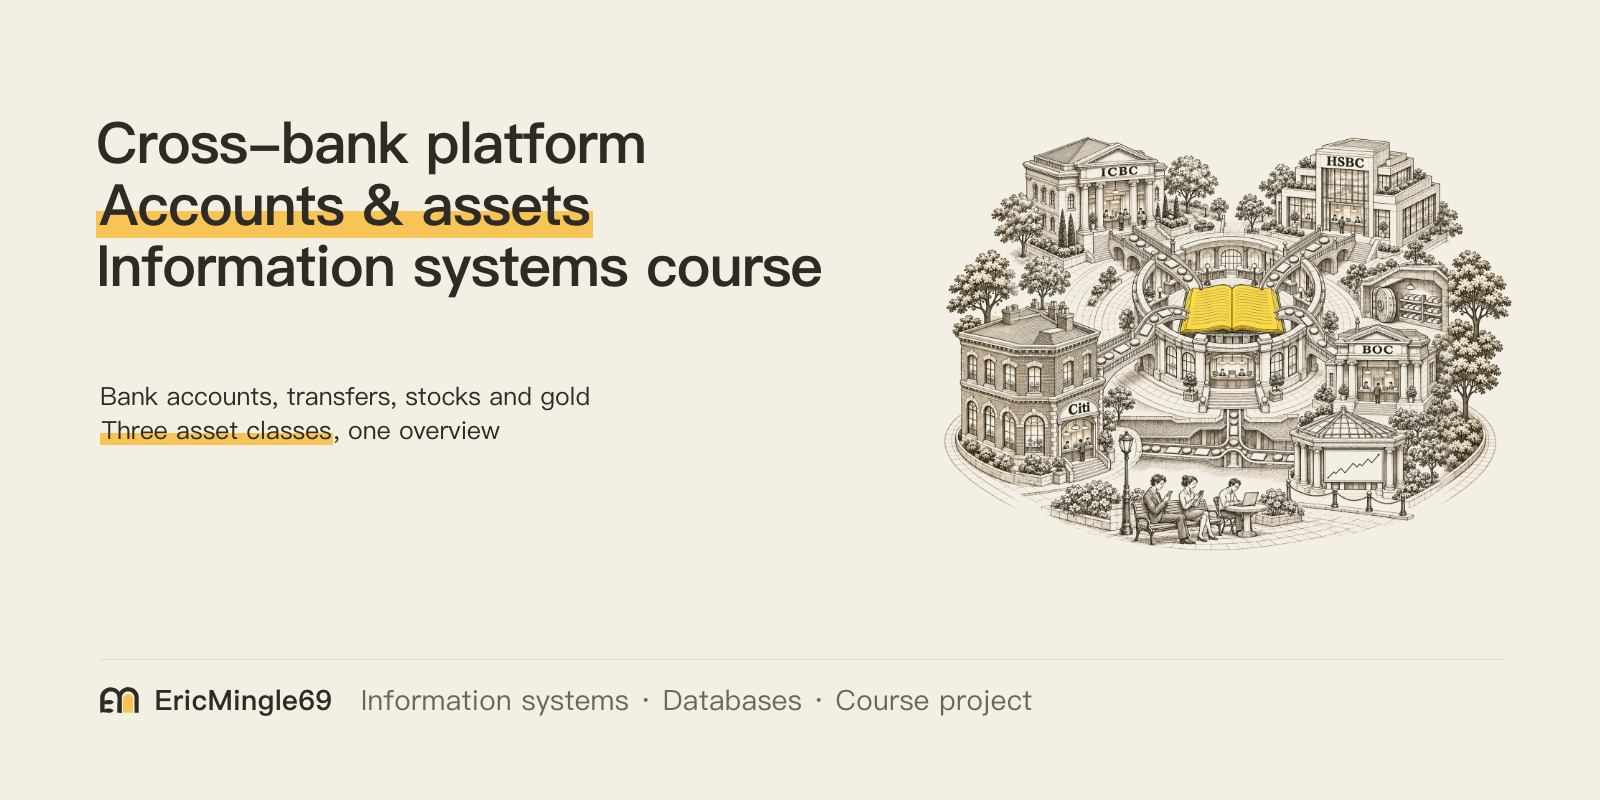 Cross–bank platform
Accounts & assets
Information systems course
Bank accounts, transfers, stocks and gold
Three asset classes, one overview
ICBC
HSBC
BOC
Citi
EricMingle69 Information systems · Databases · Course project